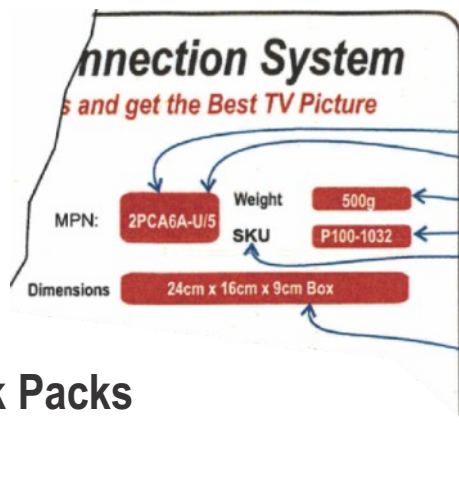 nnection System
s and get the Best TV Picture
MPN: 2PCA6A-U/5
Weight 500g
SKU P100-1032
Dimensions 24cm x 16cm x 9cm Box
k Packs